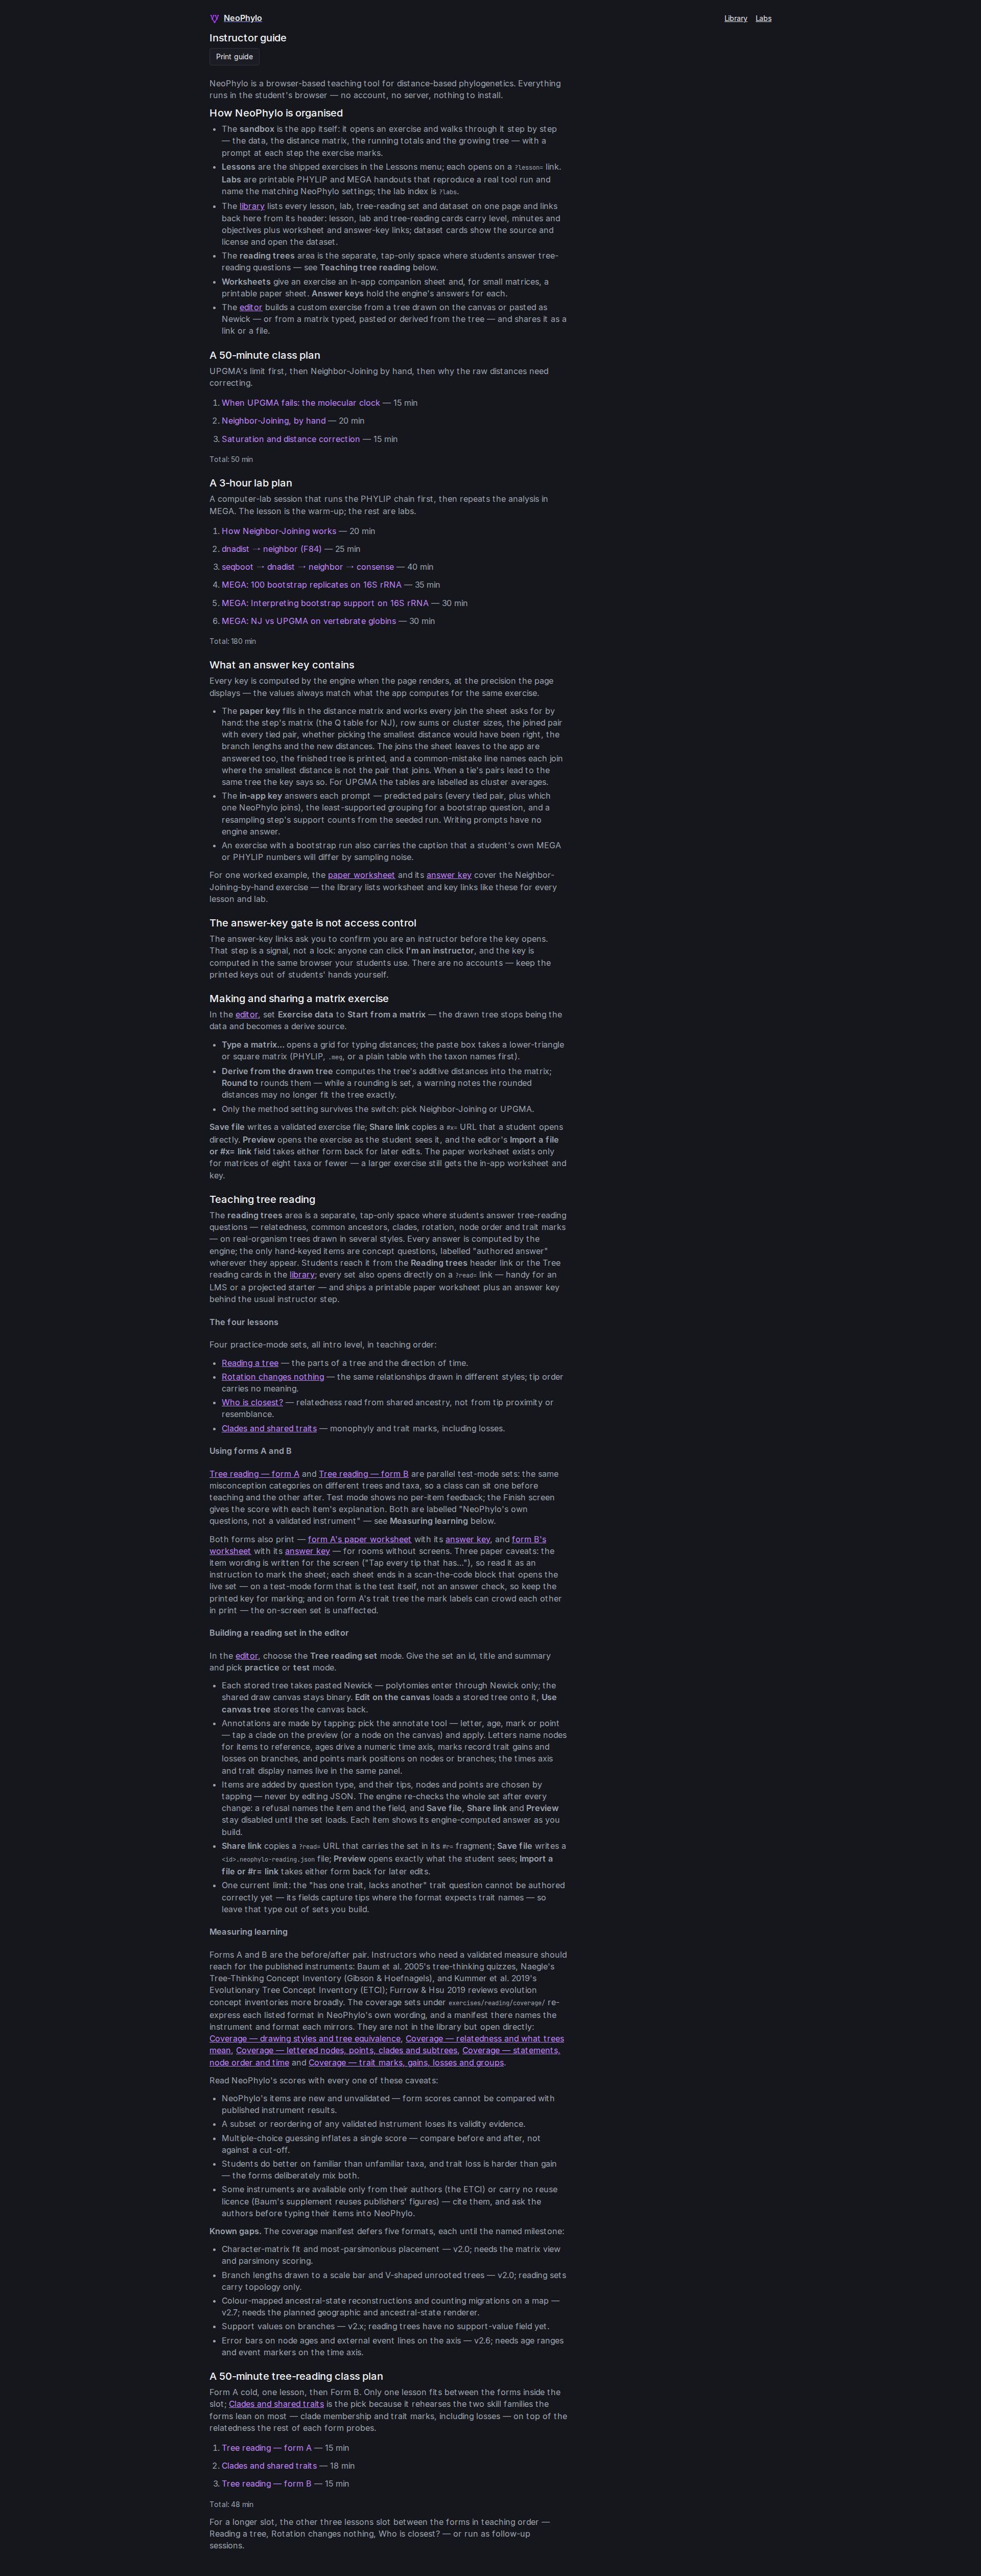 NeoPhylo
Library Labs
Instructor guide
Print guide
NeoPhylo is a browser-based teaching tool for distance-based phylogenetics. Everything
runs in the student's browser — no account, no server, nothing to install.
How NeoPhylo is organised
• The sandbox is the app itself: it opens an exercise and walks through it step by step
— the data, the distance matrix, the running totals and the growing tree — with a
prompt at each step the exercise marks.
• Lessons are the shipped exercises in the Lessons menu; each opens on a ?lesson= link.
Labs are printable PHYLIP and MEGA handouts that reproduce a real tool run and
name the matching NeoPhylo settings; the lab index is ?labs.
• The library lists every lesson, lab, tree-reading set and dataset on one page and links
back here from its header: lesson, lab and tree-reading cards carry level, minutes and
objectives plus worksheet and answer-key links; dataset cards show the source and
license and open the dataset.
• The reading trees area is the separate, tap-only space where students answer tree-
reading questions — see Teaching tree reading below.
• Worksheets give an exercise an in-app companion sheet and, for small matrices, a
printable paper sheet. Answer keys hold the engine's answers for each.
• The editor builds a custom exercise from a tree drawn on the canvas or pasted as
Newick — or from a matrix typed, pasted or derived from the tree — and shares it as a
link or a file.
A 50-minute class plan
UPGMA's limit first, then Neighbor-Joining by hand, then why the raw distances need
correcting.
1. When UPGMA fails: the molecular clock — 15 min
2. Neighbor-Joining, by hand — 20 min
3. Saturation and distance correction — 15 min
Total: 50 min
A 3-hour lab plan
A computer-lab session that runs the PHYLIP chain first, then repeats the analysis in
MEGA. The lesson is the warm-up; the rest are labs.
1. How Neighbor-Joining works — 20 min
2. dnadist → neighbor (F84) — 25 min
3. seqboot → dnadist → neighbor → consense — 40 min
4. MEGA: 100 bootstrap replicates on 16S rRNA — 35 min
5. MEGA: Interpreting bootstrap support on 16S rRNA — 30 min
6. MEGA: NJ vs UPGMA on vertebrate globins — 30 min
Total: 180 min
What an answer key contains
Every key is computed by the engine when the page renders, at the precision the page
displays — the values always match what the app computes for the same exercise.
• The paper key fills in the distance matrix and works every join the sheet asks for by
hand: the step's matrix (the Q table for NJ), row sums or cluster sizes, the joined pair
with every tied pair, whether picking the smallest distance would have been right, the
branch lengths and the new distances. The joins the sheet leaves to the app are
answered too, the finished tree is printed, and a common-mistake line names each join
where the smallest distance is not the pair that joins. When a tie's pairs lead to the
same tree the key says so. For UPGMA the tables are labelled as cluster averages.
• The in-app key answers each prompt — predicted pairs (every tied pair, plus which
one NeoPhylo joins), the least-supported grouping for a bootstrap question, and a
resampling step's support counts from the seeded run. Writing prompts have no
engine answer.
• An exercise with a bootstrap run also carries the caption that a student's own MEGA
or PHYLIP numbers will differ by sampling noise.
For one worked example, the paper worksheet and its answer key cover the Neighbor-
Joining-by-hand exercise — the library lists worksheet and key links like these for every
lesson and lab.
The answer-key gate is not access control
The answer-key links ask you to confirm you are an instructor before the key opens.
That step is a signal, not a lock: anyone can click I'm an instructor, and the key is
computed in the same browser your students use. There are no accounts — keep the
printed keys out of students' hands yourself.
Making and sharing a matrix exercise
In the editor, set Exercise data to Start from a matrix — the drawn tree stops being the
data and becomes a derive source.
• Type a matrix... opens a grid for typing distances; the paste box takes a lower-triangle
or square matrix (PHYLIP, .meg, or a plain table with the taxon names first).
• Derive from the drawn tree computes the tree's additive distances into the matrix;
Round to rounds them — while a rounding is set, a warning notes the rounded
distances may no longer fit the tree exactly.
• Only the method setting survives the switch: pick Neighbor-Joining or UPGMA.
Save file writes a validated exercise file; Share link copies a #x= URL that a student opens
directly. Preview opens the exercise as the student sees it, and the editor's Import a file
or #x= link field takes either form back for later edits. The paper worksheet exists only
for matrices of eight taxa or fewer — a larger exercise still gets the in-app worksheet and
key.
Teaching tree reading
The reading trees area is a separate, tap-only space where students answer tree-reading
questions — relatedness, common ancestors, clades, rotation, node order and trait marks
— on real-organism trees drawn in several styles. Every answer is computed by the
engine; the only hand-keyed items are concept questions, labelled "authored answer"
wherever they appear. Students reach it from the Reading trees header link or the Tree
reading cards in the library; every set also opens directly on a ?read= link — handy for an
LMS or a projected starter — and ships a printable paper worksheet plus an answer key
behind the usual instructor step.
The four lessons
Four practice-mode sets, all intro level, in teaching order:
• Reading a tree — the parts of a tree and the direction of time.
• Rotation changes nothing — the same relationships drawn in different styles; tip order
carries no meaning.
• Who is closest? — relatedness read from shared ancestry, not from tip proximity or
resemblance.
• Clades and shared traits — monophyly and trait marks, including losses.
Using forms A and B
Tree reading — form A and Tree reading — form B are parallel test-mode sets: the same
misconception categories on different trees and taxa, so a class can sit one before
teaching and the other after. Test mode shows no per-item feedback; the Finish screen
gives the score with each item's explanation. Both are labelled "NeoPhylo's own
questions, not a validated instrument" — see Measuring learning below.
Both forms also print — form A's paper worksheet with its answer key, and form B's
worksheet with its answer key — for rooms without screens. Three paper caveats: the
item wording is written for the screen ("Tap every tip that has..."), so read it as an
instruction to mark the sheet; each sheet ends in a scan-the-code block that opens the
live set — on a test-mode form that is the test itself, not an answer check, so keep the
printed key for marking; and on form A's trait tree the mark labels can crowd each other
in print — the on-screen set is unaffected.
Building a reading set in the editor
In the editor, choose the Tree reading set mode. Give the set an id, title and summary
and pick practice or test mode.
• Each stored tree takes pasted Newick — polytomies enter through Newick only; the
shared draw canvas stays binary. Edit on the canvas loads a stored tree onto it, Use
canvas tree stores the canvas back.
• Annotations are made by tapping: pick the annotate tool — letter, age, mark or point
— tap a clade on the preview (or a node on the canvas) and apply. Letters name nodes
for items to reference, ages drive a numeric time axis, marks record trait gains and
losses on branches, and points mark positions on nodes or branches; the times axis
and trait display names live in the same panel.
• Items are added by question type, and their tips, nodes and points are chosen by
tapping — never by editing JSON. The engine re-checks the whole set after every
change: a refusal names the item and the field, and Save file, Share link and Preview
stay disabled until the set loads. Each item shows its engine-computed answer as you
build.
• Share link copies a ?read= URL that carries the set in its #r= fragment; Save file writes a
<id>.neophylo-reading.json file; Preview opens exactly what the student sees; Import a
file or #r= link takes either form back for later edits.
• One current limit: the "has one trait, lacks another" trait question cannot be authored
correctly yet — its fields capture tips where the format expects trait names — so
leave that type out of sets you build.
Measuring learning
Forms A and B are the before/after pair. Instructors who need a validated measure should
reach for the published instruments: Baum et al. 2005's tree-thinking quizzes, Naegle's
Tree-Thinking Concept Inventory (Gibson & Hoefnagels), and Kummer et al. 2019's
Evolutionary Tree Concept Inventory (ETCI); Furrow & Hsu 2019 reviews evolution
concept inventories more broadly. The coverage sets under exercises/reading/coverage/ re-
express each listed format in NeoPhylo's own wording, and a manifest there names the
instrument and format each mirrors. They are not in the library but open directly:
Coverage — drawing styles and tree equivalence, Coverage — relatedness and what trees
mean, Coverage — lettered nodes, points, clades and subtrees, Coverage — statements,
node order and time and Coverage — trait marks, gains, losses and groups.
Read NeoPhylo's scores with every one of these caveats:
• NeoPhylo's items are new and unvalidated — form scores cannot be compared with
published instrument results.
• A subset or reordering of any validated instrument loses its validity evidence.
• Multiple-choice guessing inflates a single score — compare before and after, not
against a cut-off.
• Students do better on familiar than unfamiliar taxa, and trait loss is harder than gain
— the forms deliberately mix both.
• Some instruments are available only from their authors (the ETCI) or carry no reuse
licence (Baum's supplement reuses publishers' figures) — cite them, and ask the
authors before typing their items into NeoPhylo.
Known gaps. The coverage manifest defers five formats, each until the named milestone:
• Character-matrix fit and most-parsimonious placement — v2.0; needs the matrix view
and parsimony scoring.
• Branch lengths drawn to a scale bar and V-shaped unrooted trees — v2.0; reading sets
carry topology only.
• Colour-mapped ancestral-state reconstructions and counting migrations on a map —
v2.7; needs the planned geographic and ancestral-state renderer.
• Support values on branches — v2.x; reading trees have no support-value field yet.
• Error bars on node ages and external event lines on the axis — v2.6; needs age ranges
and event markers on the time axis.
A 50-minute tree-reading class plan
Form A cold, one lesson, then Form B. Only one lesson fits between the forms inside the
slot; Clades and shared traits is the pick because it rehearses the two skill families the
forms lean on most — clade membership and trait marks, including losses — on top of the
relatedness the rest of each form probes.
1. Tree reading — form A — 15 min
2. Clades and shared traits — 18 min
3. Tree reading — form B — 15 min
Total: 48 min
For a longer slot, the other three lessons slot between the forms in teaching order —
Reading a tree, Rotation changes nothing, Who is closest? — or run as follow-up
sessions.